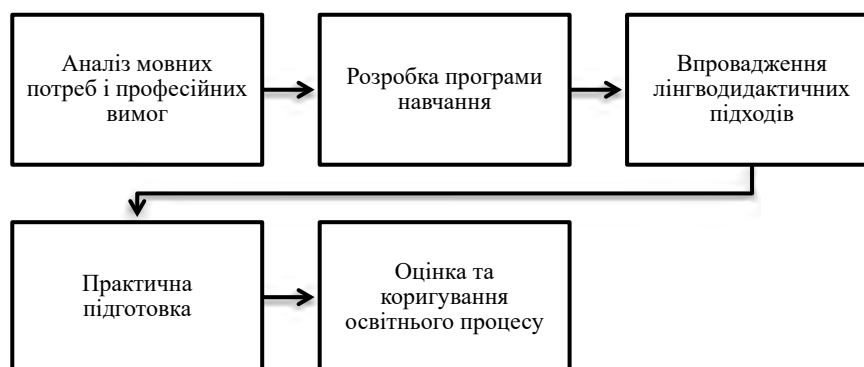 Аналіз мовних
потреб і професійних
вимог
Розробка програми
навчання
Впровадження
лінгводидактичних
підходів
Практична
підготовка
Оцінка та
коригування
освітнього процесу